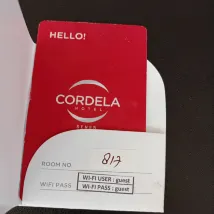 HELLO!
CORDELA
HOTEL
ROOM NO. 817
WI-FI USER : guest
WIFI PASS WI-FI PASS : guest